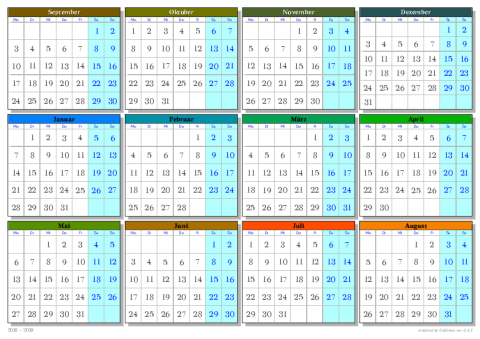 September
Mo Di Mi Do Fr Sa So
1 2
3 4 5 6 7 8 9
10 11 12 13 14 15 16
17 18 19 20 21 22 23
24 25 26 27 28 29 30
Oktober
Mo Di Mi Do Fr Sa So
1 2 3 4 5 6 7
8 9 10 11 12 13 14
15 16 17 18 19 20 21
22 23 24 25 26 27 28
29 30 31
November
Mo Di Mi Do Fr Sa So
1 2 3 4
5 6 7 8 9 10 11
12 13 14 15 16 17 18
19 20 21 22 23 24 25
26 27 28 29 30
Dezember
Mo Di Mi Do Fr Sa So
1 2
3 4 5 6 7 8 9
10 11 12 13 14 15 16
17 18 19 20 21 22 23
24 25 26 27 28 29 30
31
Januar
Mo Di Mi Do Fr Sa So
1 2 3 4 5 6
7 8 9 10 11 12 13
14 15 16 17 18 19 20
21 22 23 24 25 26 27
28 29 30 31
Februar
Mo Di Mi Do Fr Sa So
1 2 3
4 5 6 7 8 9 10
11 12 13 14 15 16 17
18 19 20 21 22 23 24
25 26 27 28
März
Mo Di Mi Do Fr Sa So
1 2 3
4 5 6 7 8 9 10
11 12 13 14 15 16 17
18 19 20 21 22 23 24
25 26 27 28 29 30 31
April
Mo Di Mi Do Fr Sa So
1 2 3 4 5 6 7
8 9 10 11 12 13 14
15 16 17 18 19 20 21
22 23 24 25 26 27 28
29 30
Mai
Mo Di Mi Do Fr Sa So
1 2 3 4 5
6 7 8 9 10 11 12
13 14 15 16 17 18 19
20 21 22 23 24 25 26
27 28 29 30 31
Juni
Mo Di Mi Do Fr Sa So
1 2
3 4 5 6 7 8 9
10 11 12 13 14 15 16
17 18 19 20 21 22 23
24 25 26 27 28 29 30
Juli
Mo Di Mi Do Fr Sa So
1 2 3 4 5 6 7
8 9 10 11 12 13 14
15 16 17 18 19 20 21
22 23 24 25 26 27 28
29 30 31
August
Mo Di Mi Do Fr Sa So
1 2 3 4
5 6 7 8 9 10 11
12 13 14 15 16 17 18
19 20 21 22 23 24 25
26 27 28 29 30 31
2018 - 2019